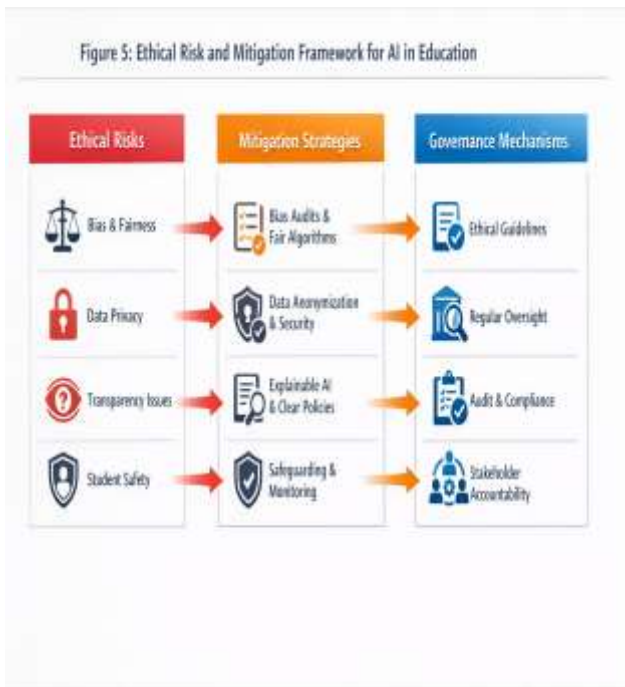 Figure 5: Ethical Risk and Mitigation Framework for AI in Education
Ethical Risks
Mitigation Strategies
Governance Mechanisms
Bias & Fairness
Bias Audits &
Fair Algorithms
Ethical Guidelines
Data Privacy
Data Aeonymization
& Security
Regular Oversight
Transparency Issues
Explainable AI
& Clear Policies
Audit & Compliance
Student Safety
Safeguarding &
Monitoring
Stakeholder
Accountability